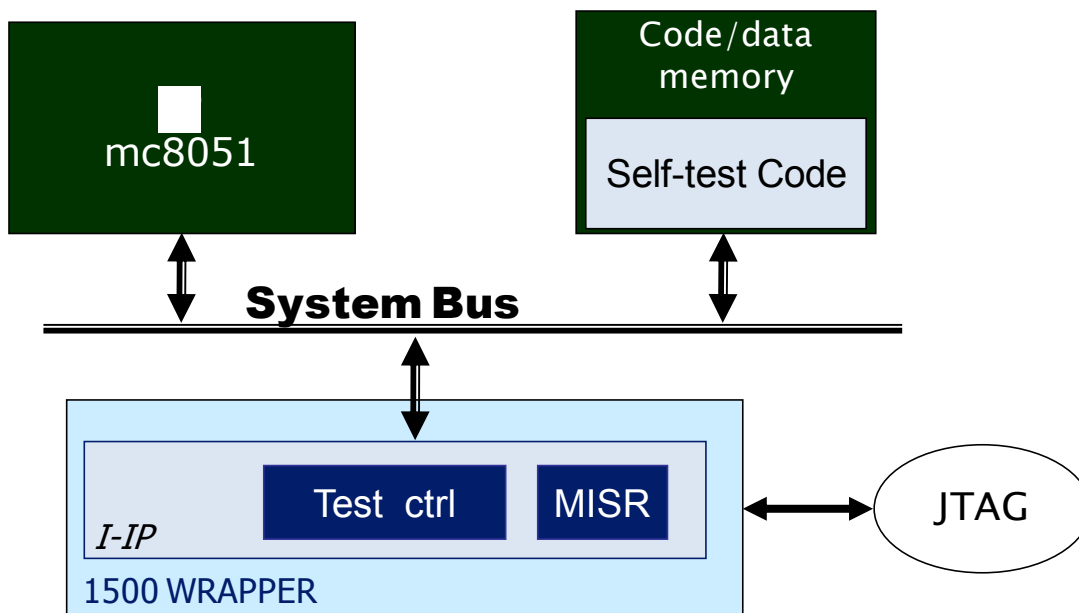 Code/data
memory
mc8051
Self-test Code
System Bus
Test ctrl
MISR
I-IP
JTAG
1500 WRAPPER